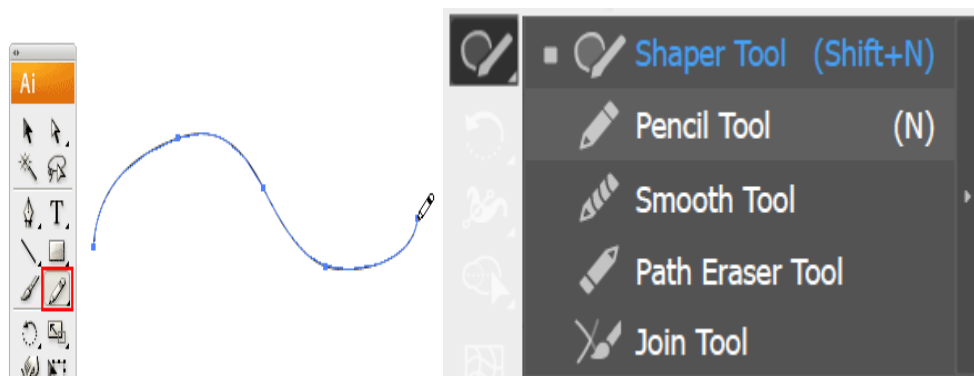 Ai
T
Shaper Tool (Shift+N)
Pencil Tool (N)
Smooth Tool
Path Eraser Tool
Join Tool